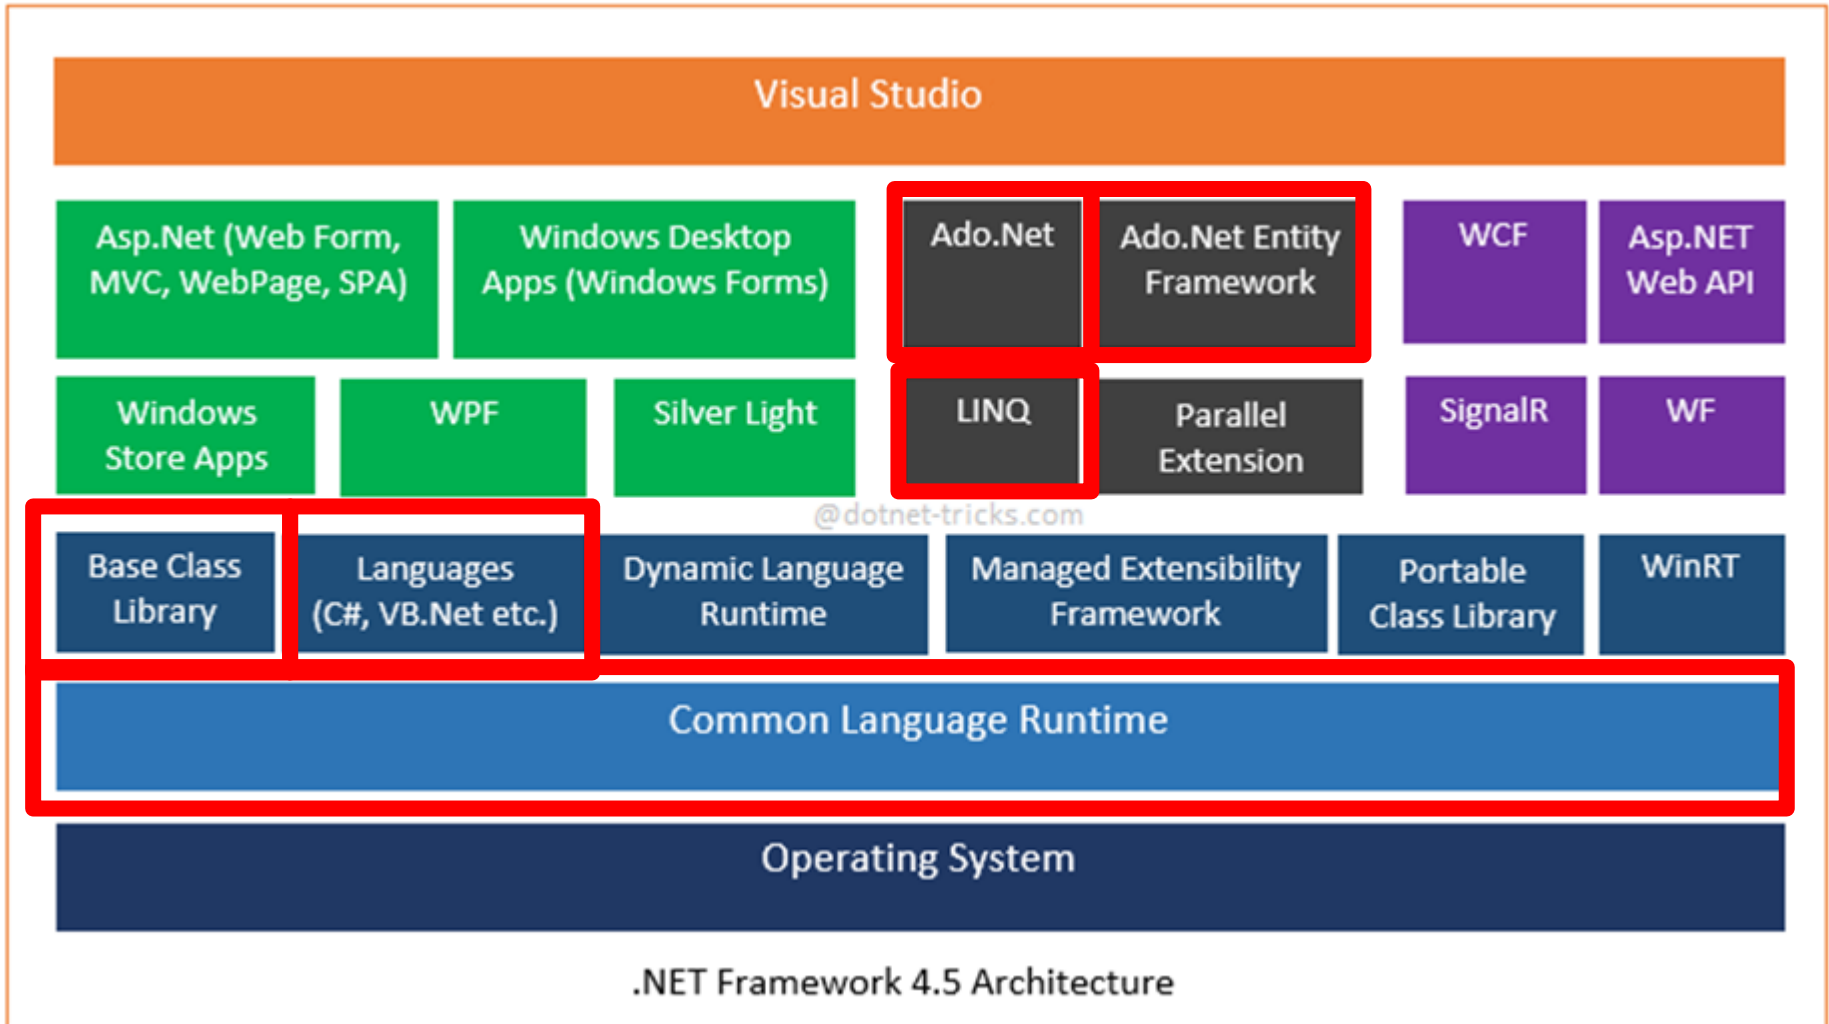 Visual Studio
Asp.Net (Web Form,
MVC, WebPage, SPA)
Windows Desktop
Apps (Windows Forms)
Ado.Net
Ado.Net Entity
Framework
WCF
Asp.NET
Web API
Windows
Store Apps
WPF
Silver Light
LINQ
Parallel
Extension
SignalR
WF
@dotnet-tricks.com
Base Class
Library
Languages
(C#, VB.Net etc.)
Dynamic Language
Runtime
Managed Extensibility
Framework
Portable
Class Library
WinRT
Common Language Runtime
Operating System
.NET Framework 4.5 Architecture